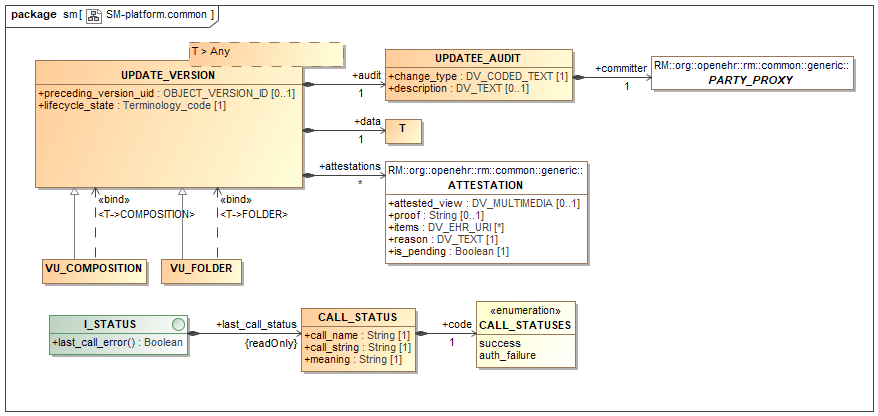 package sm[ SM-platform.common ]
T > Any
UPDATE_VERSION
+preceding_version_uid : OBJECT_VERSION_ID [0..1]
+lifecycle_state : Terminology_code [1]
+audit
1
UPDATEE_AUDIT
+change_type : DV_CODED_TEXT [1]
+description : DV_TEXT [0..1]
+committer
1
RM::org::openehr::rm::common::generic::
PARTY_PROXY
+data
1
T
+attestations
*
RM::org::openehr::rm::common::generic::
ATTESTATION
+attested_view : DV_MULTIMEDIA [0..1]
+proof : String [0..1]
+items : DV_EHR_URI [*]
+reason : DV_TEXT [1]
+is_pending : Boolean [1]
«bind»
<T->COMPOSITION>
«bind»
<T->FOLDER>
VU_COMPOSITION
VU_FOLDER
I_STATUS
+last_call_error() : Boolean
+last_call_status
{readOnly}
CALL_STATUS
+call_name : String [1]
+call_string : String [1]
+meaning : String [1]
+code
1
«enumeration»
CALL_STATUSES
success
auth_failure